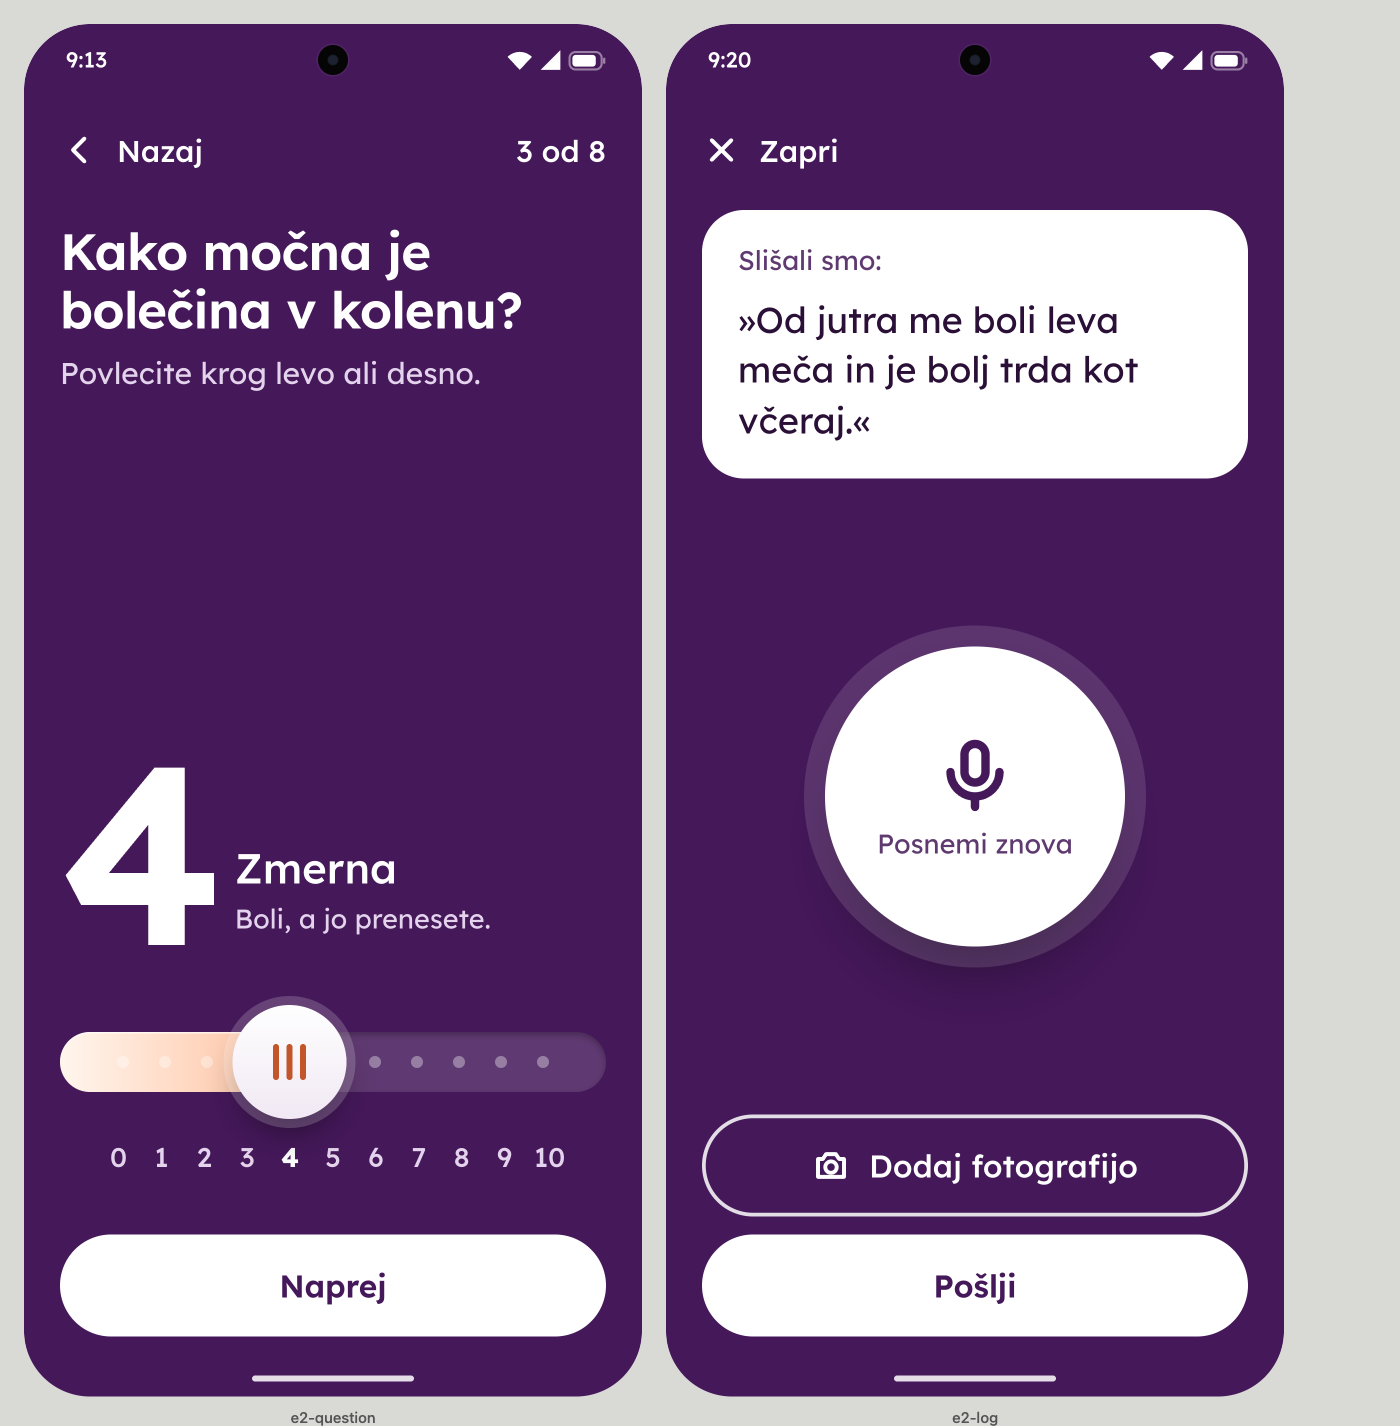 9:13
Nazaj
3 od 8
Kako močna je
bolečina v kolenu?
Povlecite krog levo ali desno.
4
Zmerna
Boli, a jo prenesete.
0 1 2 3 4 5 6 7 8 9 10
Naprej
e2-question
9:20
Zapri
Slišali smo:
»Od jutra me boli leva
meča in je bolj trda kot
včeraj.«
Posnemi znova
Dodaj fotografijo
Pošlji
e2-log